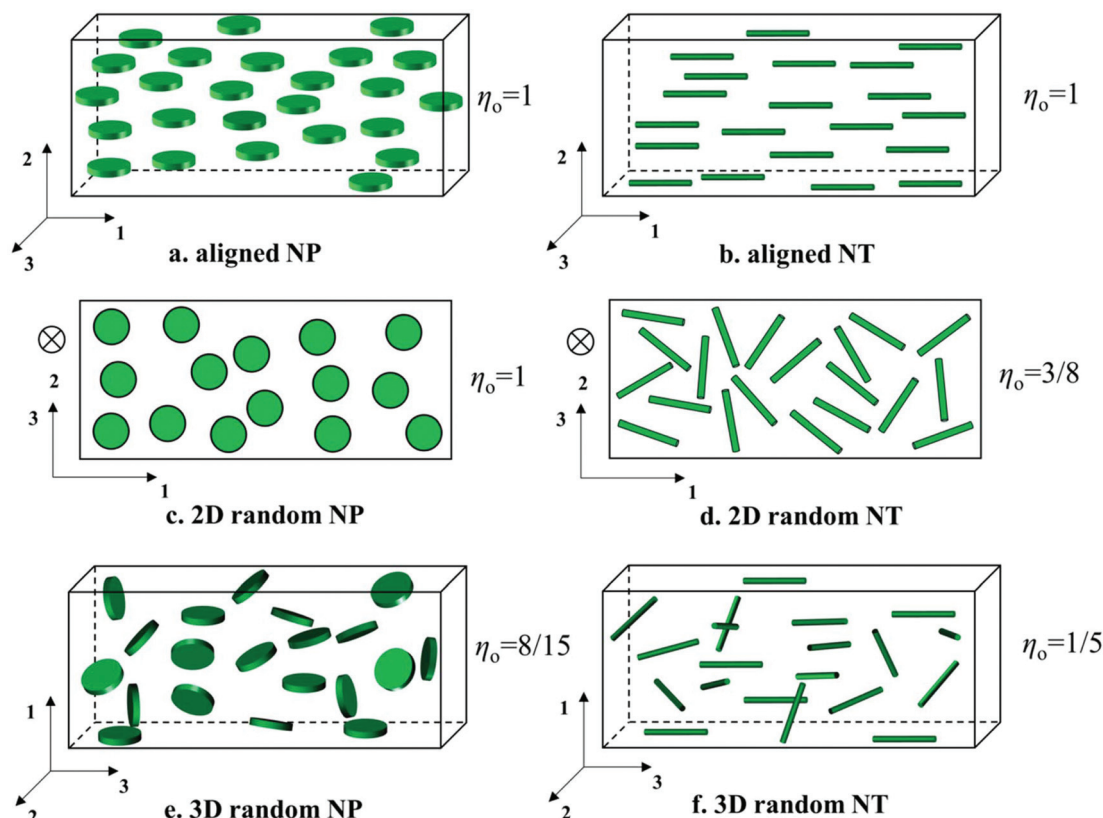 ηo=1
2
1
3
a. aligned NP
ηo=1
2
1
3
b. aligned NT
ηo=1
2
3
1
c. 2D random NP
ηo=3/8
2
3
1
d. 2D random NT
ηo=8/15
1
3
2
e. 3D random NP
ηo=1/5
1
3
2
f. 3D random NT